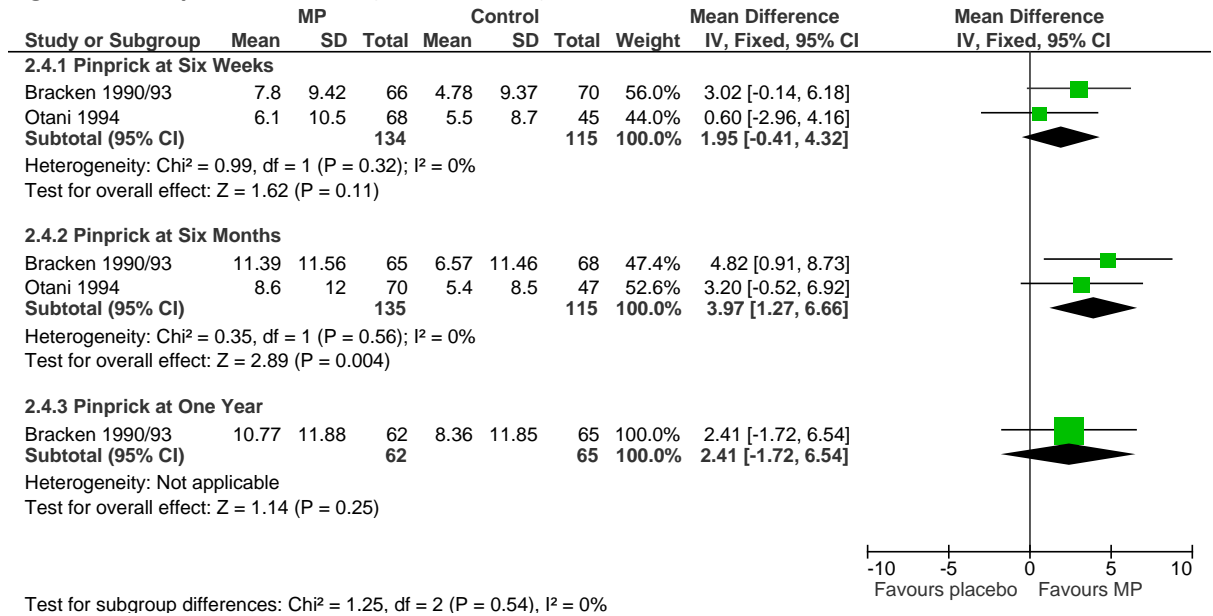 MP Control Mean Difference Mean Difference
Study or Subgroup Mean SD Total Mean SD Total Weight IV, Fixed, 95% CI IV, Fixed, 95% CI
2.4.1 Pinprick at Six Weeks
Bracken 1990/93 7.8 9.42 66 4.78 9.37 70 56.0% 3.02 [-0.14, 6.18]
Otani 1994 6.1 10.5 68 5.5 8.7 45 44.0% 0.60 [-2.96, 4.16]
Subtotal (95% CI) 134 115 100.0% 1.95 [-0.41, 4.32]
Heterogeneity: Chi² = 0.99, df = 1 (P = 0.32); I² = 0%
Test for overall effect: Z = 1.62 (P = 0.11)
2.4.2 Pinprick at Six Months
Bracken 1990/93 11.39 11.56 65 6.57 11.46 68 47.4% 4.82 [0.91, 8.73]
Otani 1994 8.6 12 70 5.4 8.5 47 52.6% 3.20 [-0.52, 6.92]
Subtotal (95% CI) 135 115 100.0% 3.97 [1.27, 6.66]
Heterogeneity: Chi² = 0.35, df = 1 (P = 0.56); I² = 0%
Test for overall effect: Z = 2.89 (P = 0.004)
2.4.3 Pinprick at One Year
Bracken 1990/93 10.77 11.88 62 8.36 11.85 65 100.0% 2.41 [-1.72, 6.54]
Subtotal (95% CI) 62 65 100.0% 2.41 [-1.72, 6.54]
Heterogeneity: Not applicable
Test for overall effect: Z = 1.14 (P = 0.25)
-10 -5 0 5 10
Favours placebo Favours MP
Test for subgroup differences: Chi² = 1.25, df = 2 (P = 0.54), I² = 0%